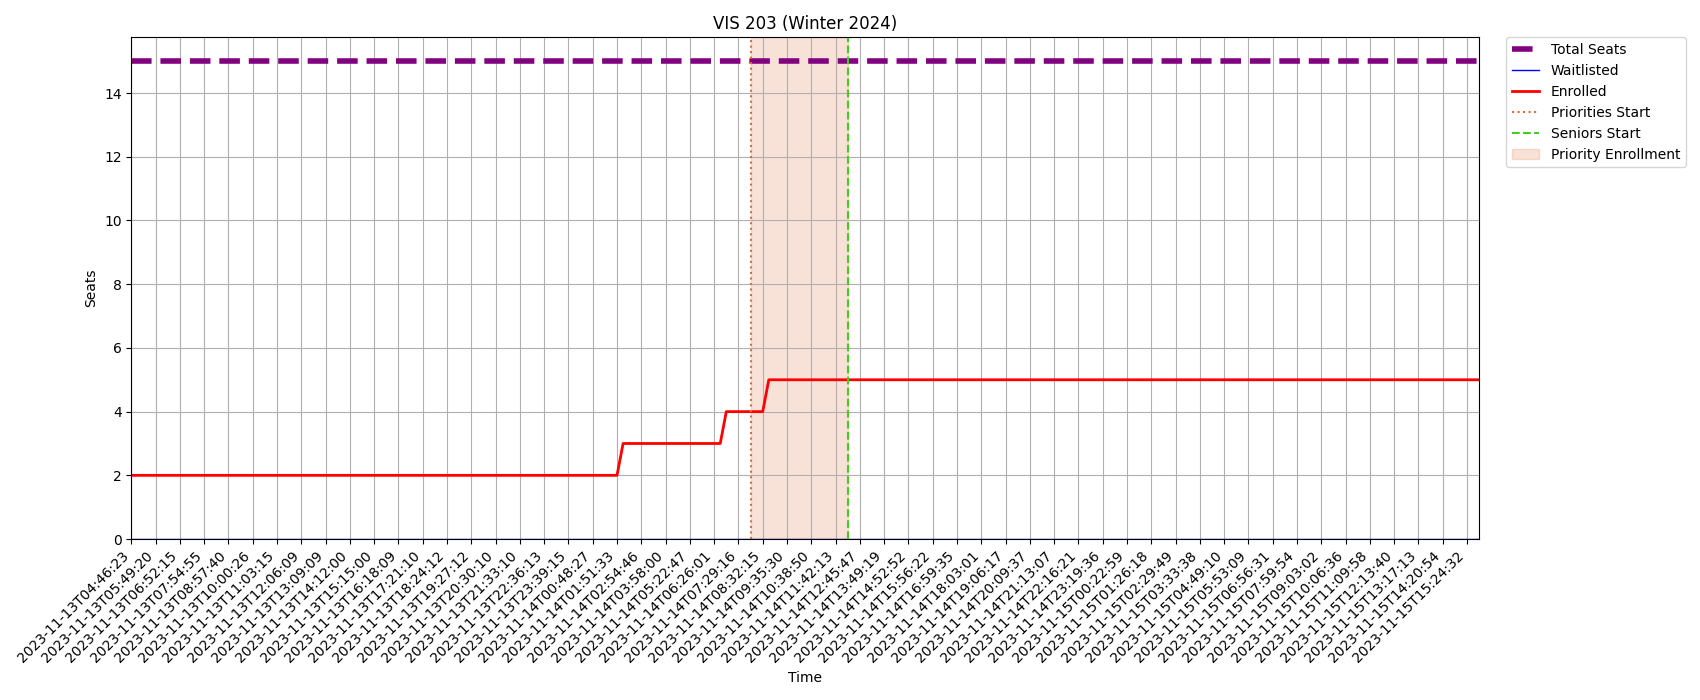 VIS 203 (Winter 2024)
Total Seats
Waitlisted
Enrolled
Priorities Start
Seniors Start
Priority Enrollment
Seats
14
12
10
8
6
4
2
0
2023-11-13T04:46:23
2023-11-13T05:49:20
2023-11-13T06:52:15
2023-11-13T07:54:55
2023-11-13T08:57:40
2023-11-13T10:00:26
2023-11-13T11:03:15
2023-11-13T12:06:09
2023-11-13T13:09:09
2023-11-13T14:12:00
2023-11-13T15:15:00
2023-11-13T16:18:09
2023-11-13T17:21:10
2023-11-13T18:24:12
2023-11-13T19:27:12
2023-11-13T20:30:10
2023-11-13T21:33:10
2023-11-13T22:36:13
2023-11-13T23:39:15
2023-11-14T00:48:27
2023-11-14T01:51:33
2023-11-14T02:54:46
2023-11-14T03:58:00
2023-11-14T05:22:47
2023-11-14T06:26:01
2023-11-14T07:29:16
2023-11-14T08:32:15
2023-11-14T09:35:30
2023-11-14T10:38:50
2023-11-14T11:42:13
2023-11-14T12:45:47
2023-11-14T13:49:19
2023-11-14T14:52:52
2023-11-14T15:56:22
2023-11-14T16:59:35
2023-11-14T18:03:01
2023-11-14T19:06:17
2023-11-14T20:09:37
2023-11-14T21:13:07
2023-11-14T22:16:21
2023-11-14T23:19:36
2023-11-15T00:22:59
2023-11-15T01:26:18
2023-11-15T02:29:49
2023-11-15T03:33:38
2023-11-15T04:49:10
2023-11-15T05:53:09
2023-11-15T06:56:31
2023-11-15T07:59:54
2023-11-15T09:03:02
2023-11-15T10:06:36
2023-11-15T11:09:58
2023-11-15T12:13:40
2023-11-15T13:17:13
2023-11-15T14:20:54
2023-11-15T15:24:32
Time